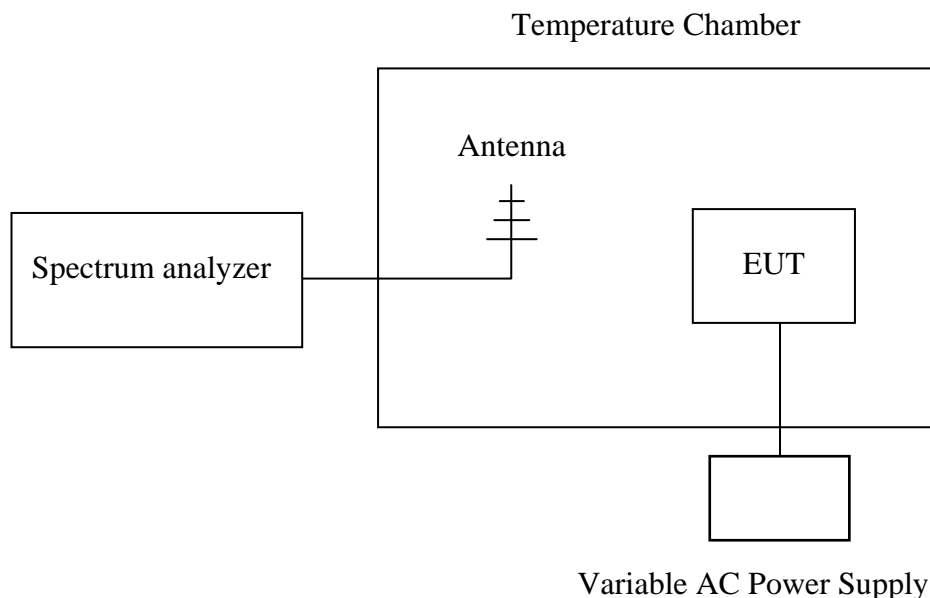 Temperature Chamber
Antenna
Spectrum analyzer
EUT
Variable AC Power Supply